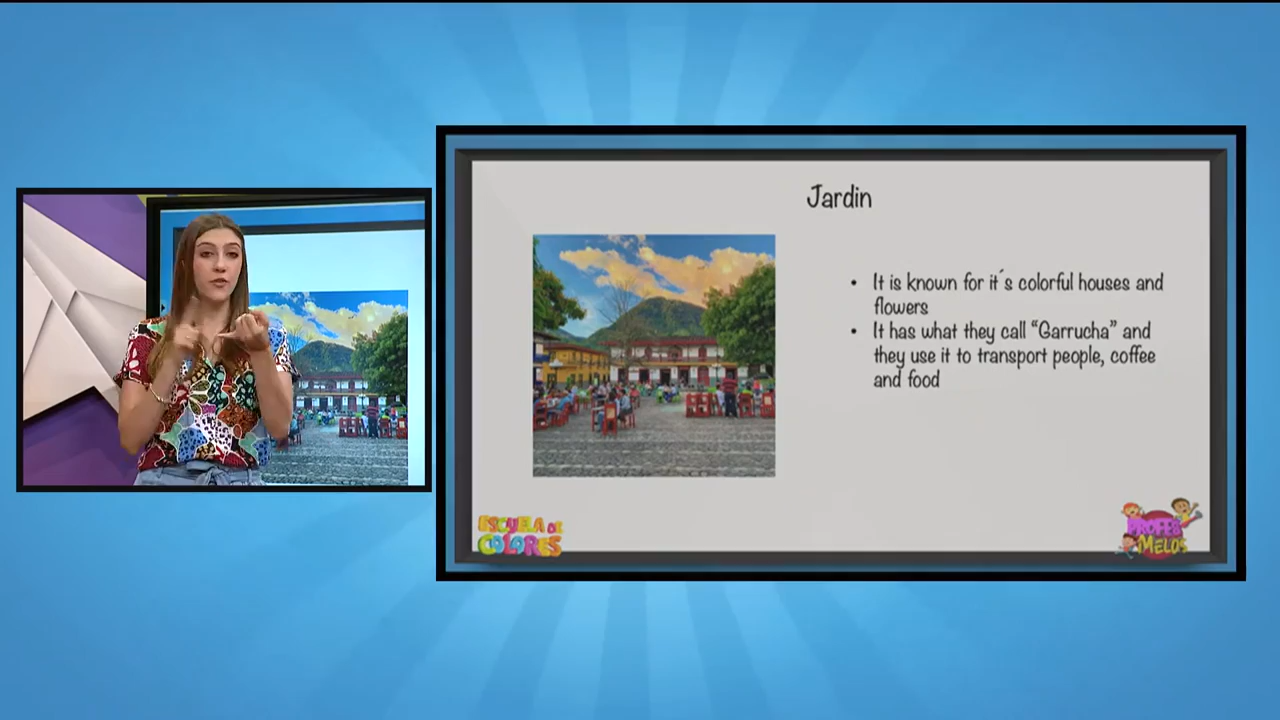 Jardin
• It is known for it´s colorful houses and
flowers
• It has what they call “Garrucha” and
they use it to transport people, coffee
and food
ESCUELA DE
COLORES
PROFES
MELOS